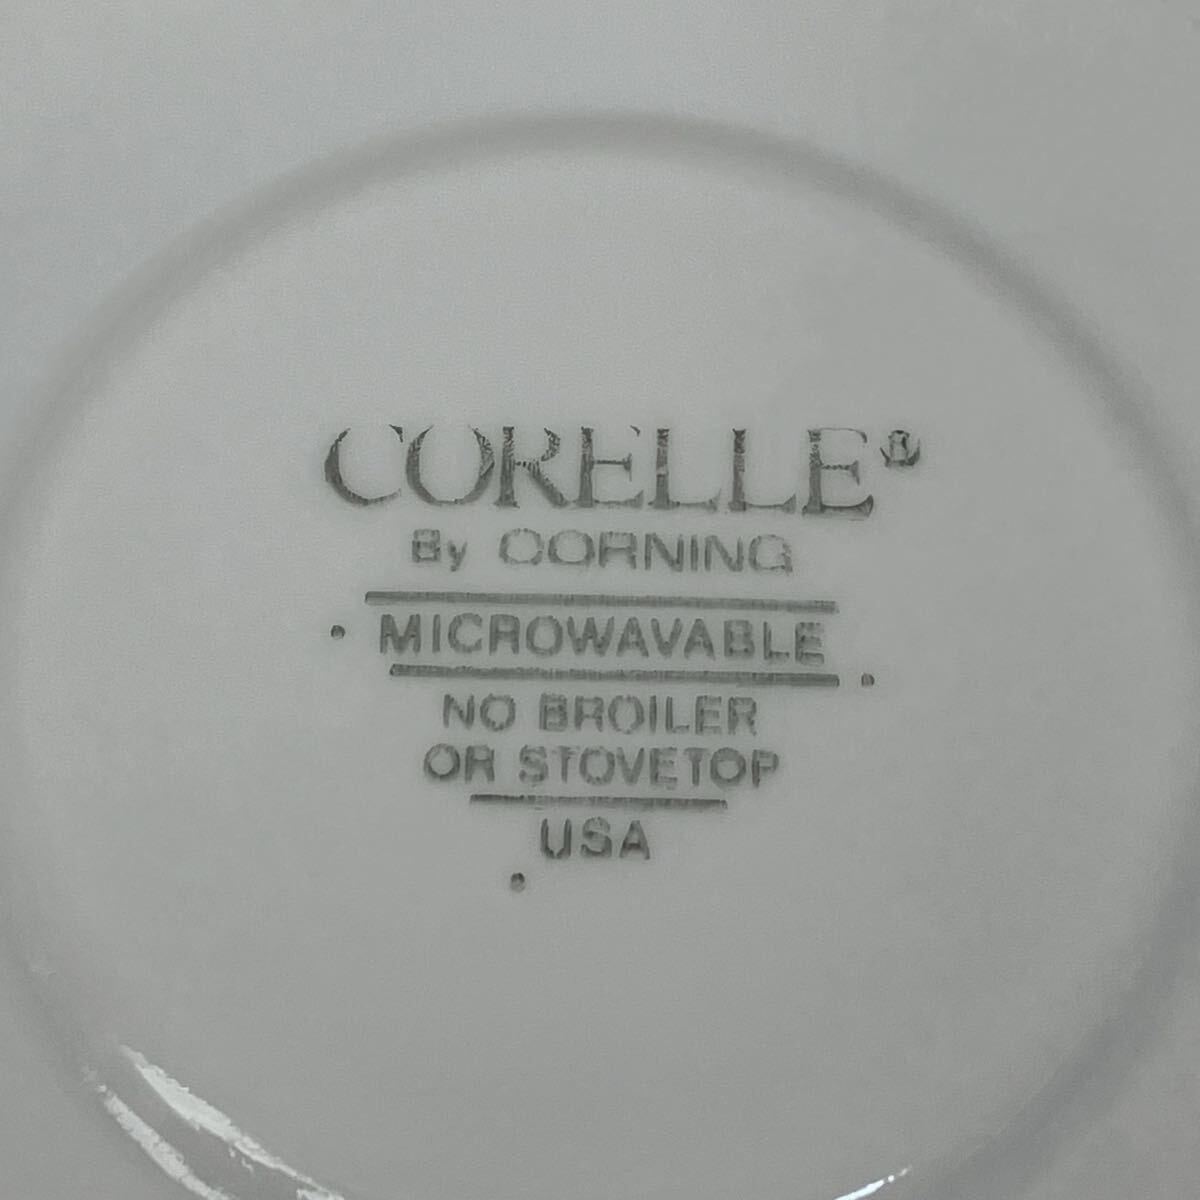 CORELLE®
By CORNING
MICROWAVABLE
NO BROILER
OR STOVETOP
USA